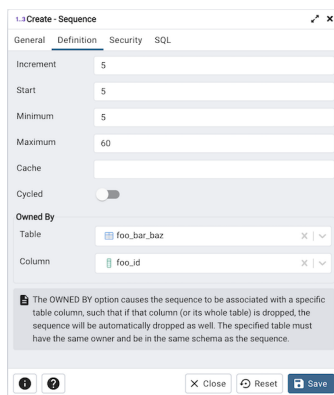 1..3 Create - Sequence
General Definition Security SQL
Increment 5
Start 5
Minimum 5
Maximum 60
Cache
Cycled
Owned By
Table foo_bar_baz
Column foo_id
The OWNED BY option causes the sequence to be associated with a specific
table column, such that if that column (or its whole table) is dropped, the
sequence will be automatically dropped as well. The specified table must
have the same owner and be in the same schema as the sequence.
Close Reset Save